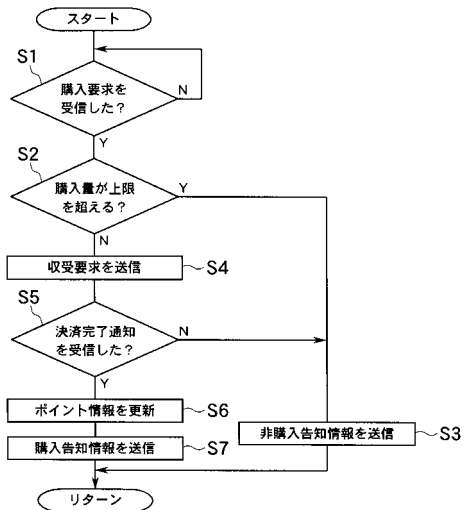 スタート
S1
購入要求を
受信した?
N
Y
S2
購入量が上限
を超える?
Y
N
収受要求を送信
S4
S5
決済完了通知
を受信した?
N
Y
ポイント情報を更新
S6
購入告知情報を送信
S7
非購入告知情報を送信
S3
リターン